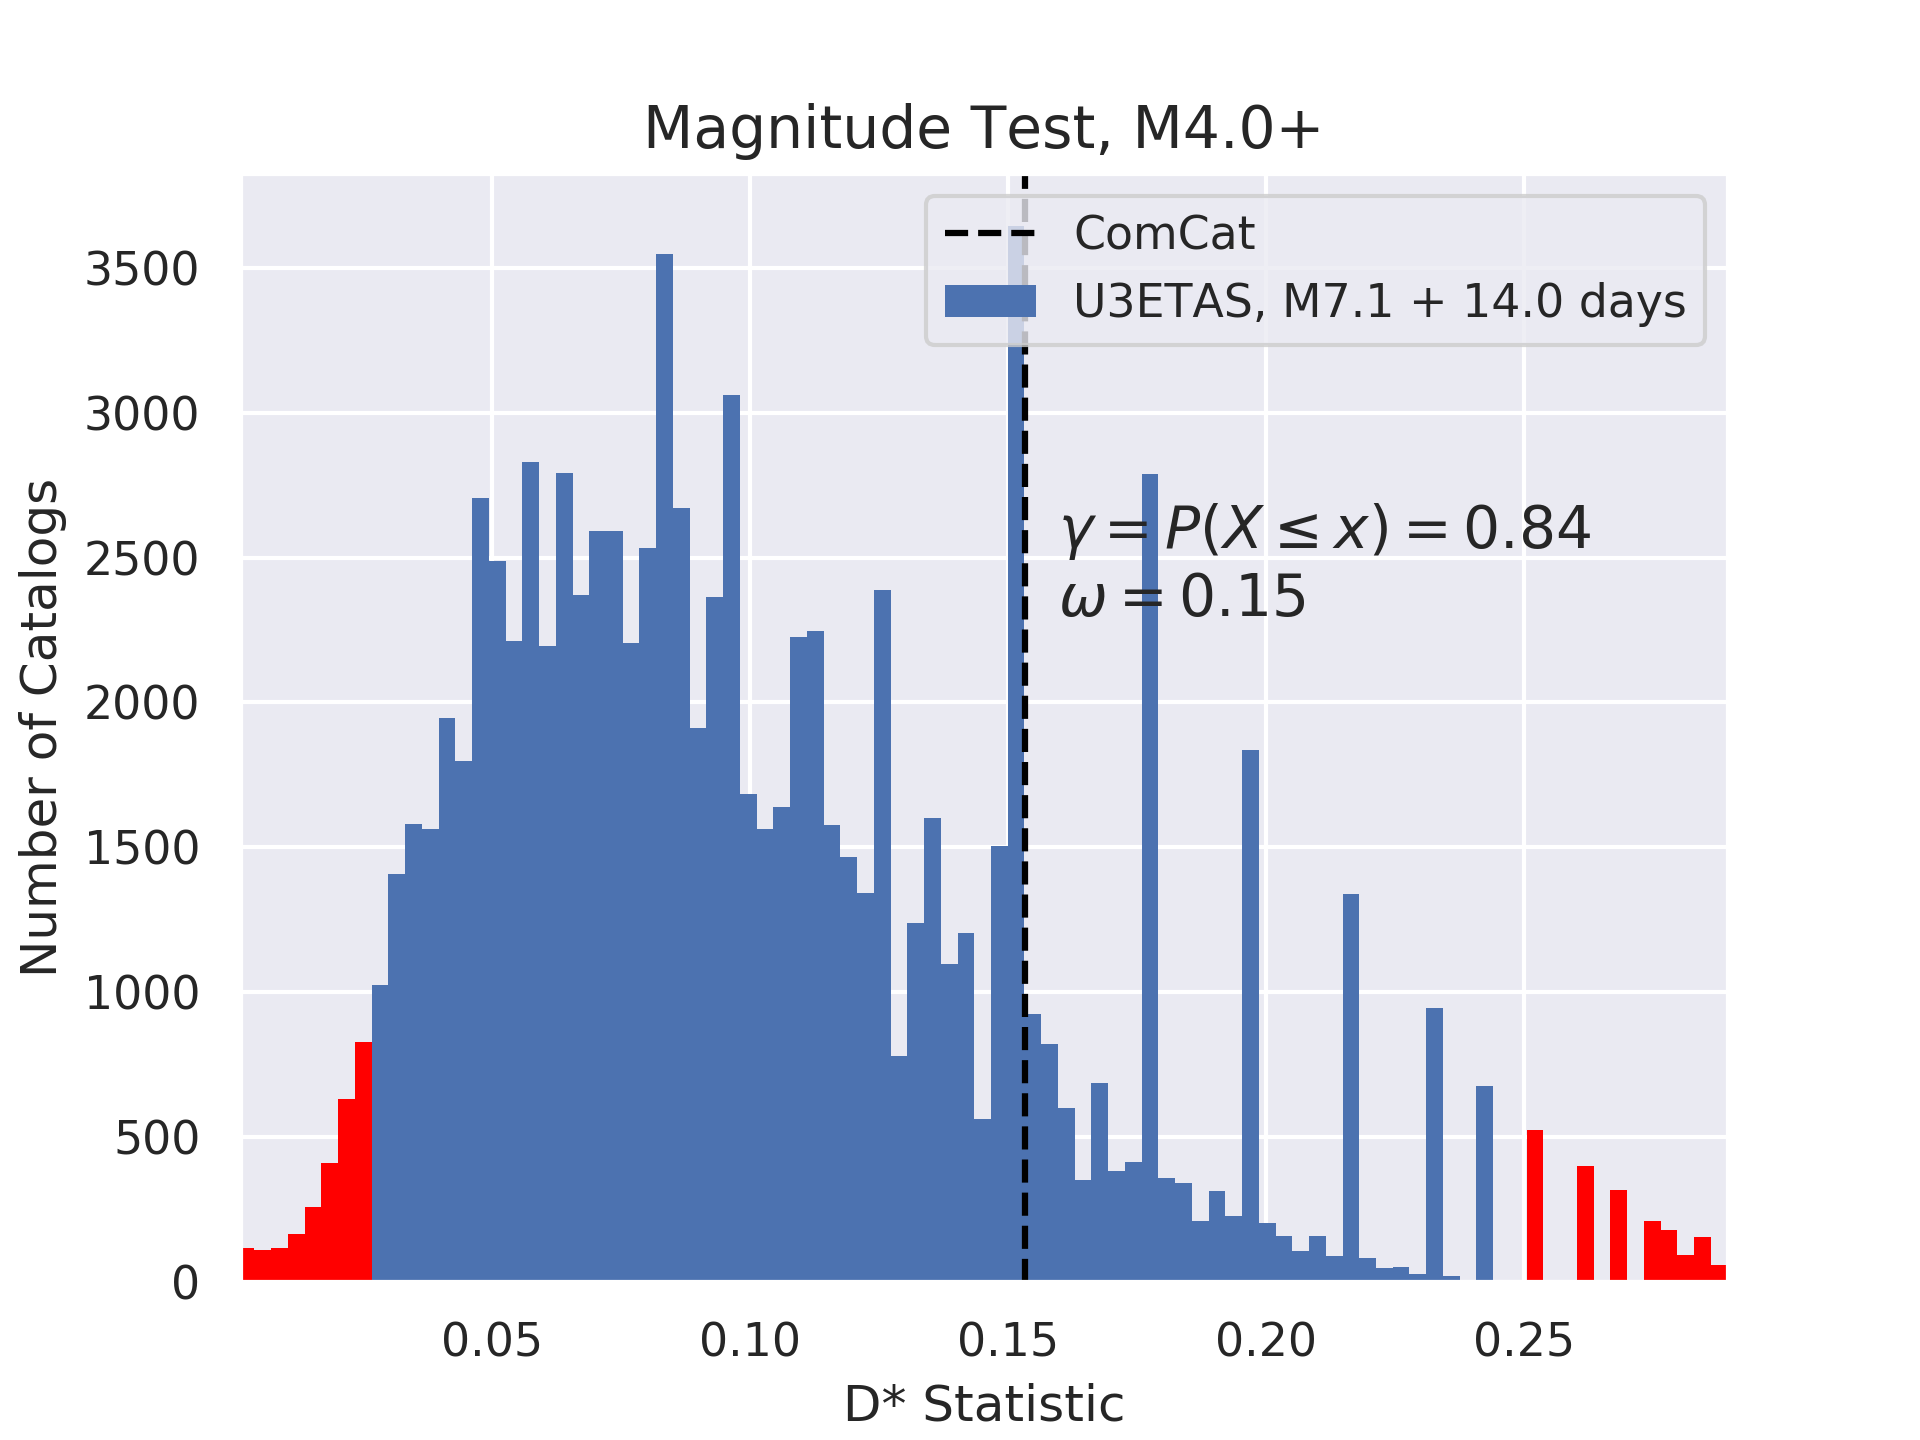 Magnitude Test, M4.0+
ComCat
U3ETAS, M7.1 + 14.0 days
γ = P(X ≤ x) = 0.84
ω = 0.15
Number of Catalogs
3500
3000
2500
2000
1500
1000
500
0
0.05 0.10 0.15 0.20 0.25
D* Statistic